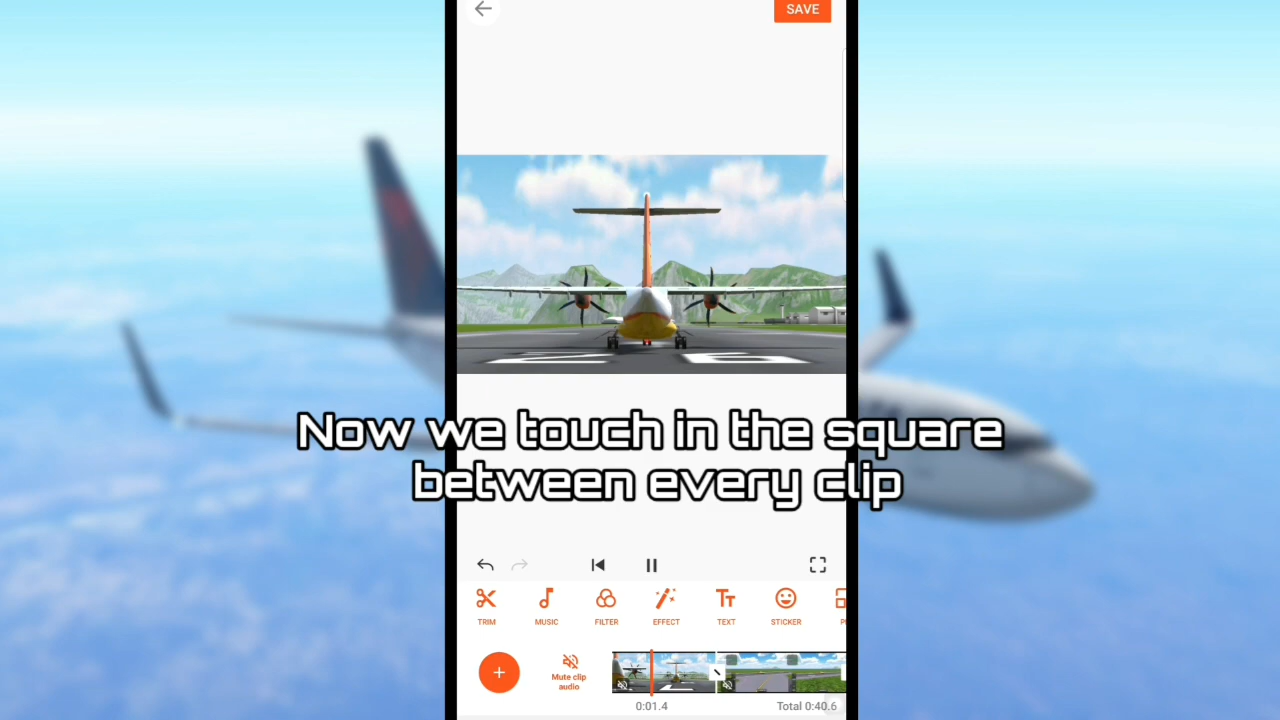 SAVE
Now we touch in the square
between every clip
TRIM
MUSIC
FILTER
EFFECT
TEXT
STICKER
Mute clip
audio
0:01.4
Total 0:40.6